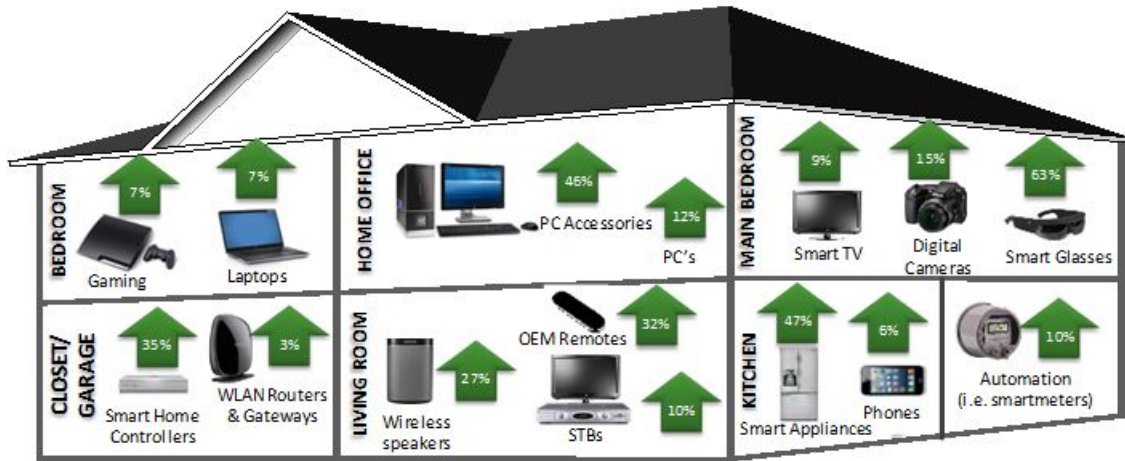 BEDROOM
7%
Gaming
7%
Laptops
HOME OFFICE
46%
PC Accessories
12%
PC's
MAIN BEDROOM
9%
Smart TV
15%
Digital
Cameras
63%
Smart Glasses
CLOSET/
GARAGE
35%
Smart Home
Controllers
3%
WLAN Routers
& Gateways
LIVING ROOM
27%
Wireless
speakers
OEM Remotes
32%
10%
STBs
KITCHEN
47%
Smart Appliances
6%
Phones
10%
Automation
(i.e. smartmeters)